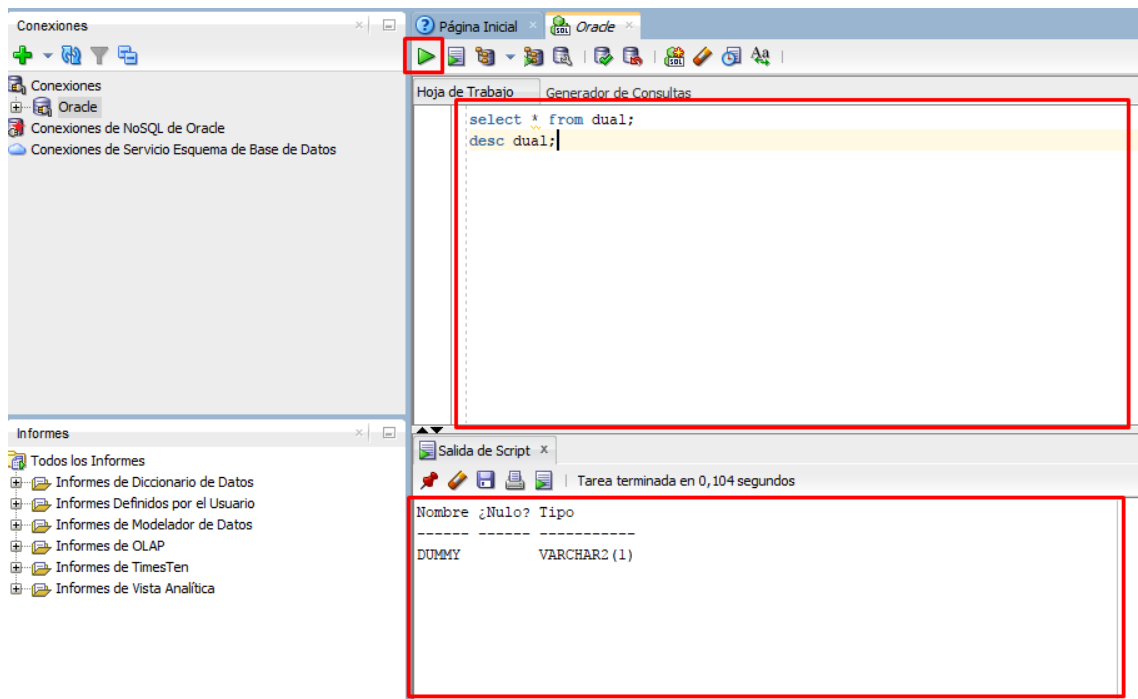 Conexiones
Conexiones
Oracle
Conexiones de NoSQL de Oracle
Conexiones de Servicio Esquema de Base de Datos
Informes
Todos los Informes
Informes de Diccionario de Datos
Informes Definidos por el Usuario
Informes de Modelador de Datos
Informes de OLAP
Informes de TimesTen
Informes de Vista Analítica
Página Inicial Oracle
SQL
Hoja de Trabajo Generador de Consultas
select * from dual;
desc dual;
Salida de Script
Tarea terminada en 0,104 segundos
Nombre ¿Nulo? Tipo
------ ------ -----------
DUMMY VARCHAR2(1)